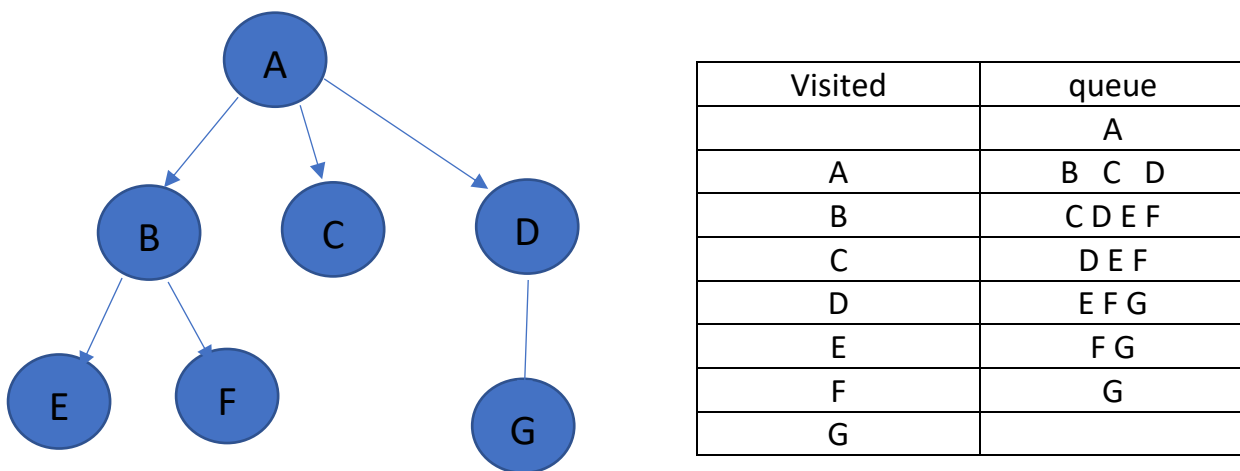 A
B
C
D
E
F
G
Visited queue
A
A B C D
B C D E F
C D E F
D E F G
E F G
F G
G